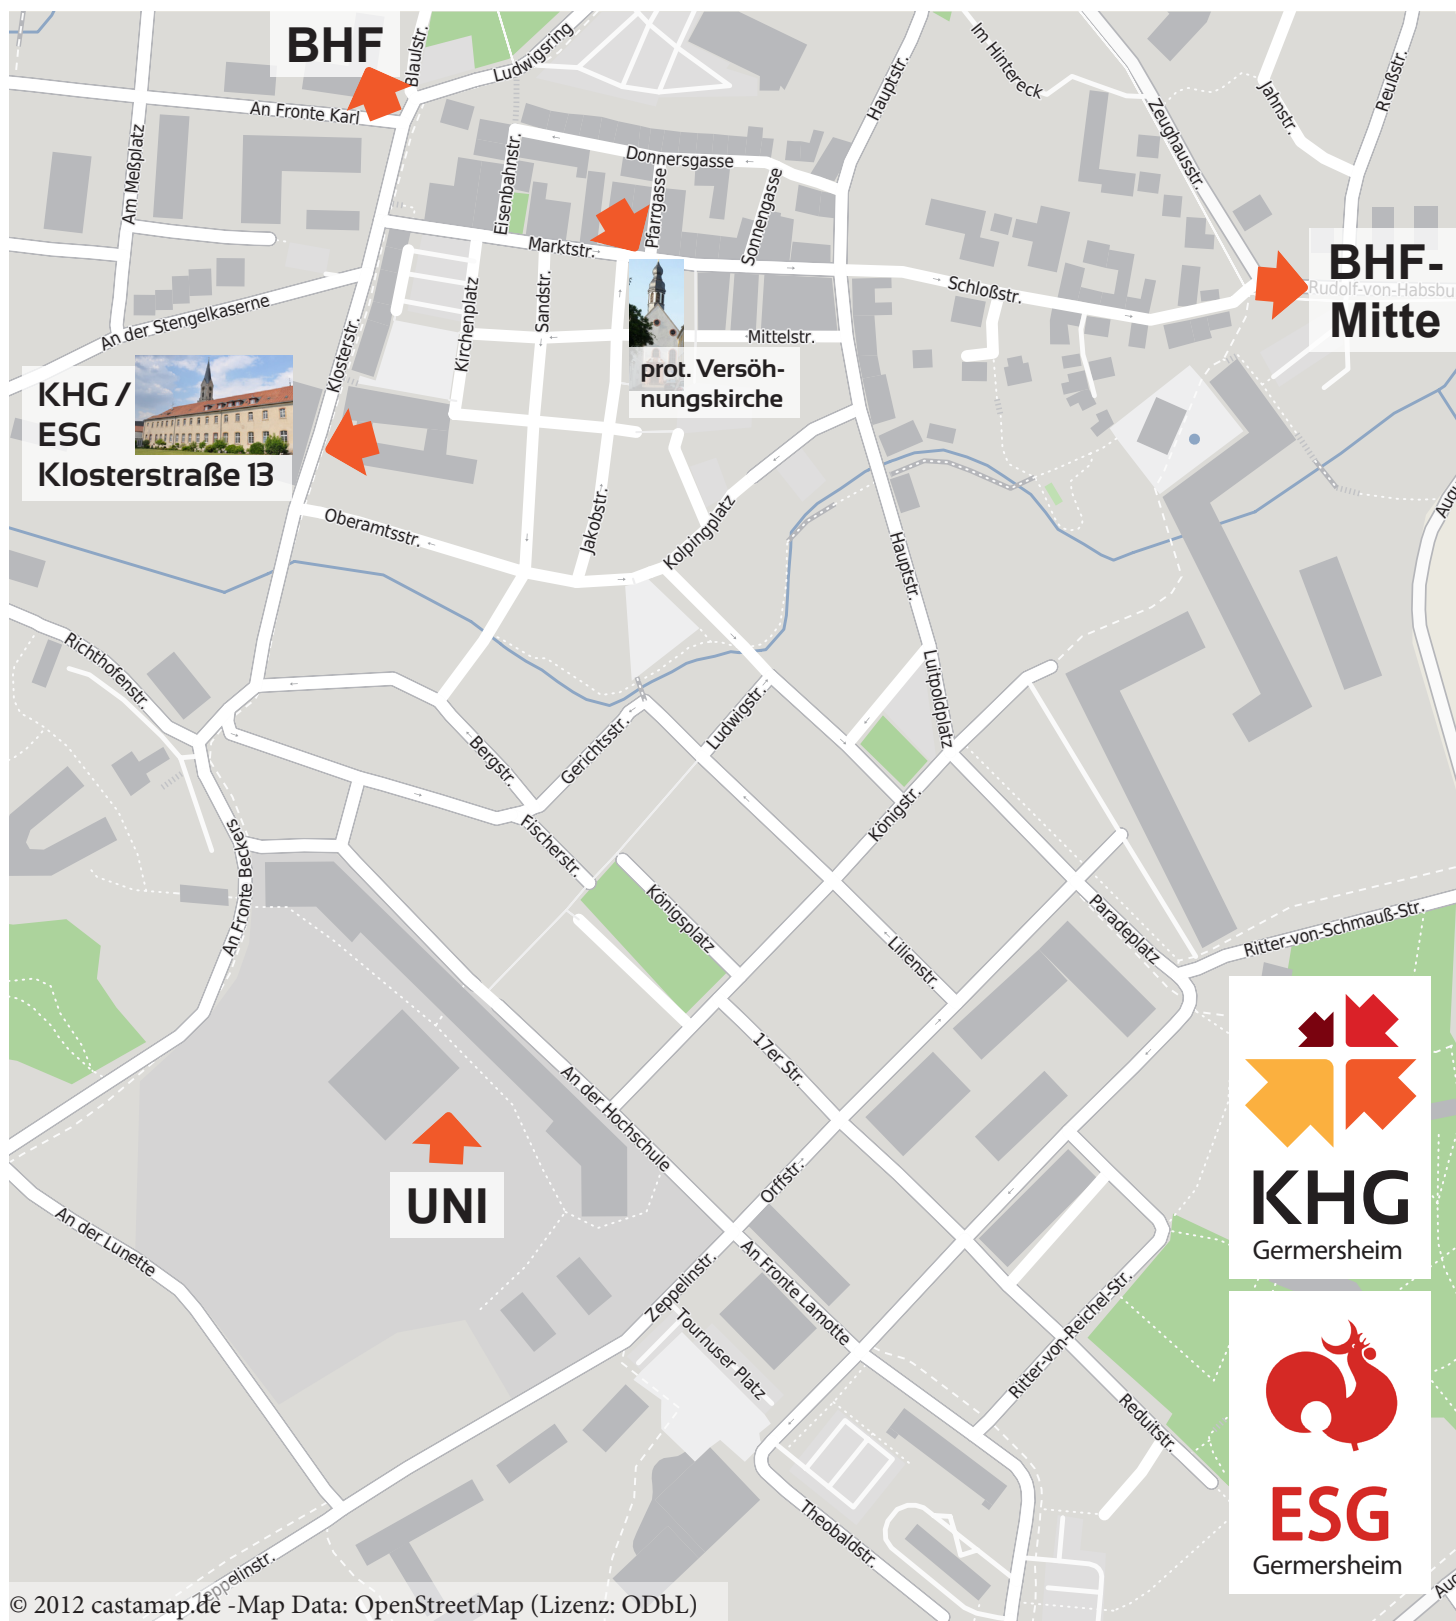 BHF
Blaulstr.
Ludwigsring
Im Hintereck
Hauptstr.
Jahnstr.
Reußstr.
An Fronte Karl
Zeughausstr.
Am Meßplatz
Eisenbahnstr.
Donnersgasse
Pfarrgasse
Sonnengasse
Marktstr.
BHF-
Rudolf-von-Habsbu
Mitte
Schloßstr.
An der Stengelkaserne
Klosterstr.
Kirchenplatz
Sandstr.
Mittelstr.
prot. Versöh-
nungskirche
KHG /
ESG
Klosterstraße 13
Oberamtsstr.
Jakobstr.
Kolpingplatz
Hauptstr.
Richthofenstr.
Luitpoldplatz
Ludwigstr.
Gerichtsstr.
Bergstr.
Königstr.
Fischerstr.
An Fronte Beckers
Königsplatz
Lilienstr.
Paradeplatz
Ritter-von-Schmauß-Str.
17er Str.
An der Hochschule
Orffstr.
UNI
An der Lunette
Zeppelinstr.
An Fronte Lamotte
Tournuser Platz
Ritter-von-Reichel-Str.
Reduitstr.
KHG
Germersheim
ESG
Germersheim
Theobaldstr.
Zeppelinstr.
© 2012 castamap.de -Map Data: OpenStreetMap (Lizenz: ODbL)